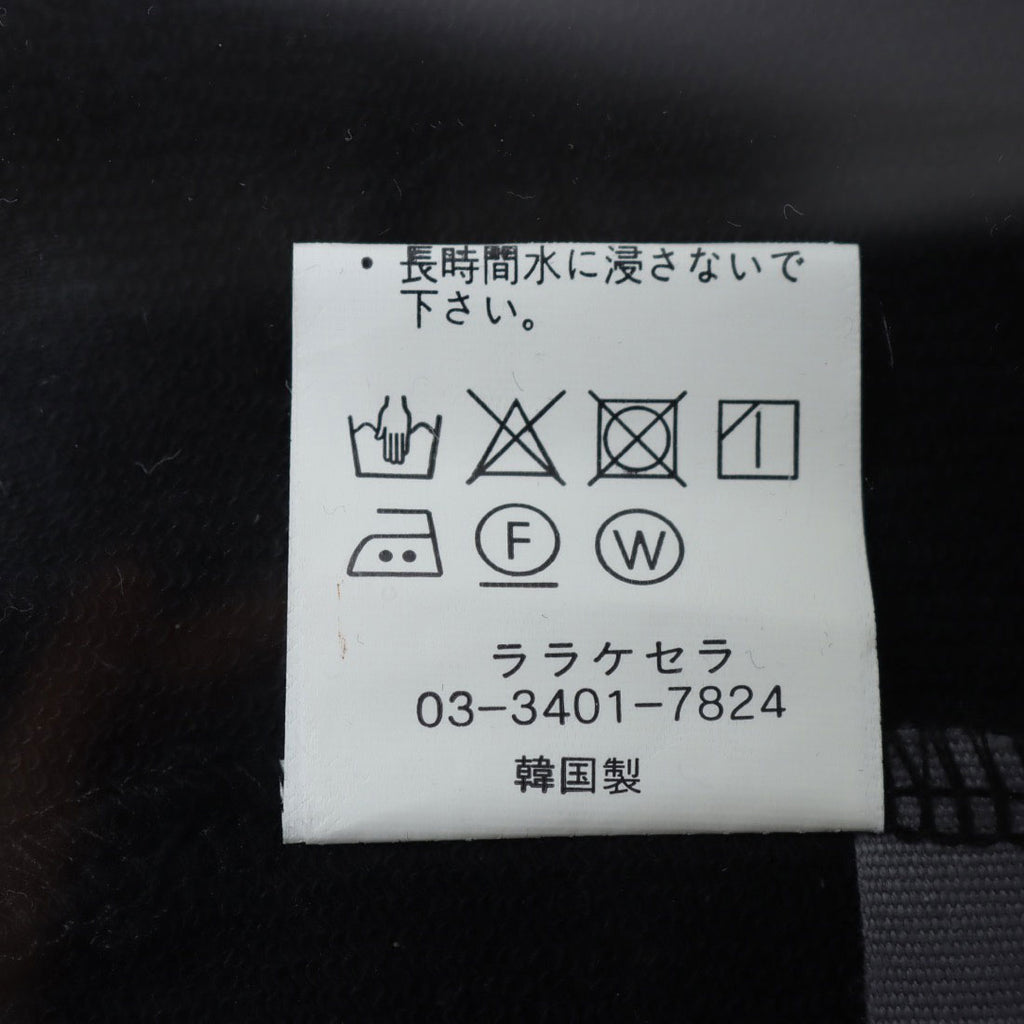 ・長時間水に浸さないで
下さい。
F W
ララケセラ
03-3401-7824
韓国製